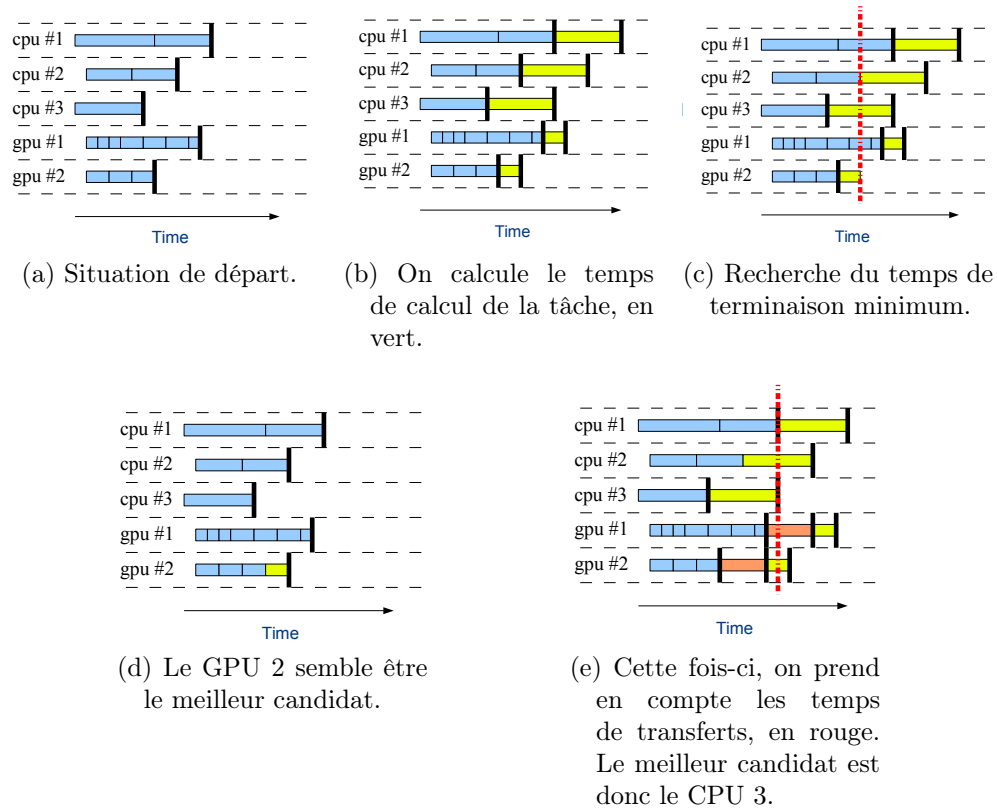 cpu #1
cpu #2
cpu #3
gpu #1
gpu #2
Time
(a) Situation de départ.
cpu #1
cpu #2
cpu #3
gpu #1
gpu #2
Time
(b) On calcule le temps
de calcul de la tâche, en
vert.
cpu #1
cpu #2
cpu #3
gpu #1
gpu #2
Time
(c) Recherche du temps de
terminaison minimum.
cpu #1
cpu #2
cpu #3
gpu #1
gpu #2
Time
(d) Le GPU 2 semble être
le meilleur candidat.
cpu #1
cpu #2
cpu #3
gpu #1
gpu #2
Time
(e) Cette fois-ci, on prend
en compte les temps
de transferts, en rouge.
Le meilleur candidat est
donc le CPU 3.